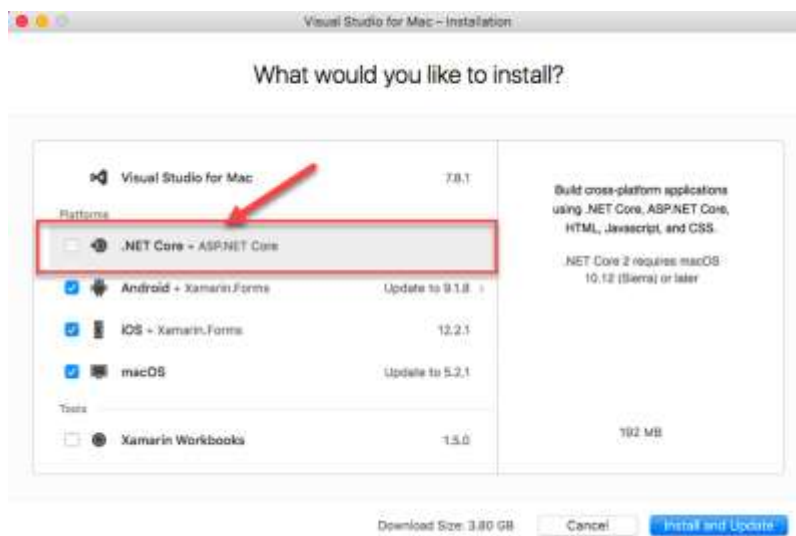 Visual Studio for Mac – Installation
What would you like to install?
Visual Studio for Mac 7.8.1
Platforms
.NET Core + ASP.NET Core
Android + Xamarin.Forms Update to 9.1.8
iOS + Xamarin.Forms 12.2.1
macOS Update to 5.2.1
Tools
Xamarin Workbooks 1.5.0
Build cross-platform applications
using .NET Core, ASP.NET Core,
HTML, Javascript, and CSS.
.NET Core 2 requires macOS
10.12 (Sierra) or later
192 MB
Download Size: 3.80 GB Cancel Install and Update